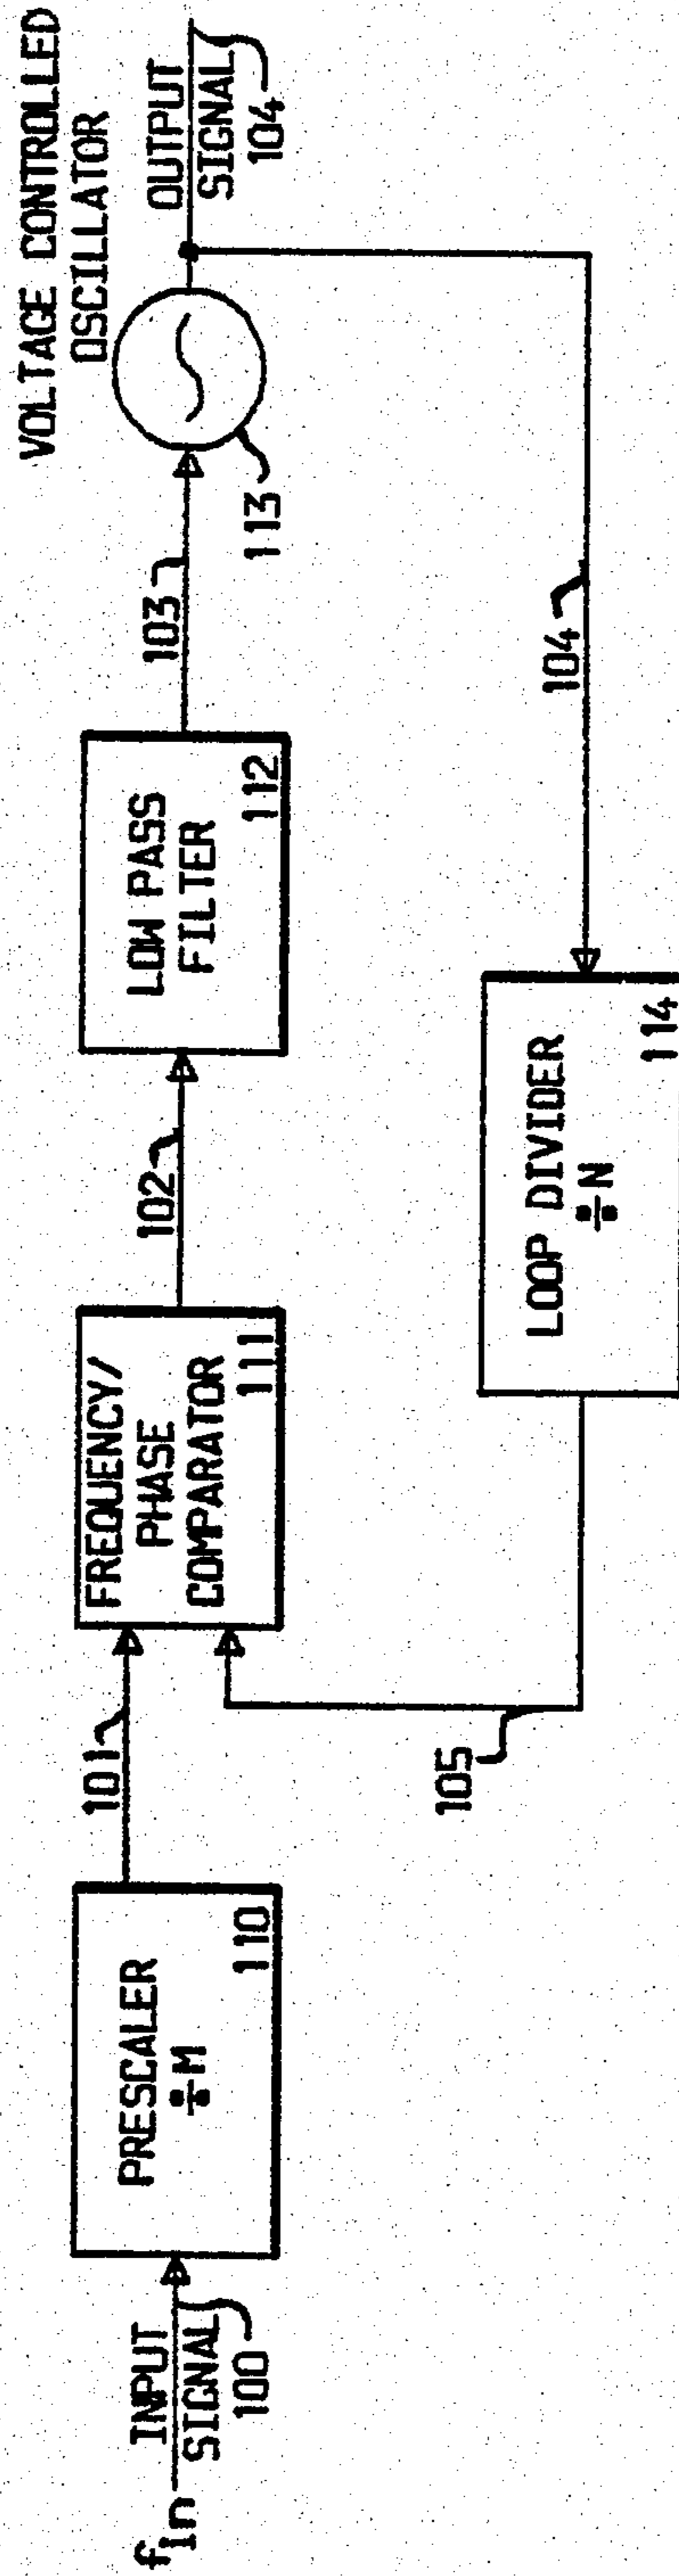 f in
INPUT
SIGNAL
100
PRESCALER
÷M
110
101
FREQUENCY/
PHASE
COMPARATOR
111
102
LOW PASS
FILTER
112
103
VOLTAGE CONTROLLED
OSCILLATOR
113
OUTPUT
SIGNAL
104
104
LOOP DIVIDER
÷N
114
105